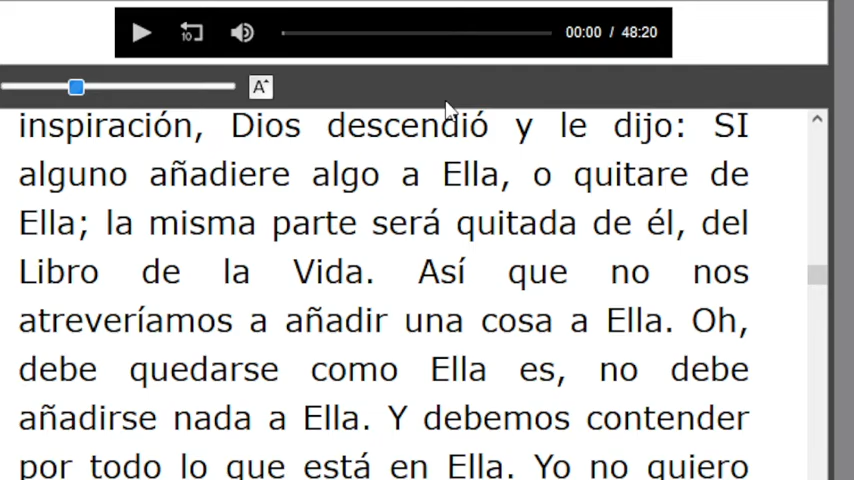 10
00:00 / 48:20
A
inspiración, Dios descendió y le dijo: SI
alguno añadiere algo a Ella, o quitare de
Ella; la misma parte será quitada de él, del
Libro de la Vida. Así que no nos
atreveríamos a añadir una cosa a Ella. Oh,
debe quedarse como Ella es, no debe
añadirse nada a Ella. Y debemos contender
por todo lo que está en Ella. Yo no quiero